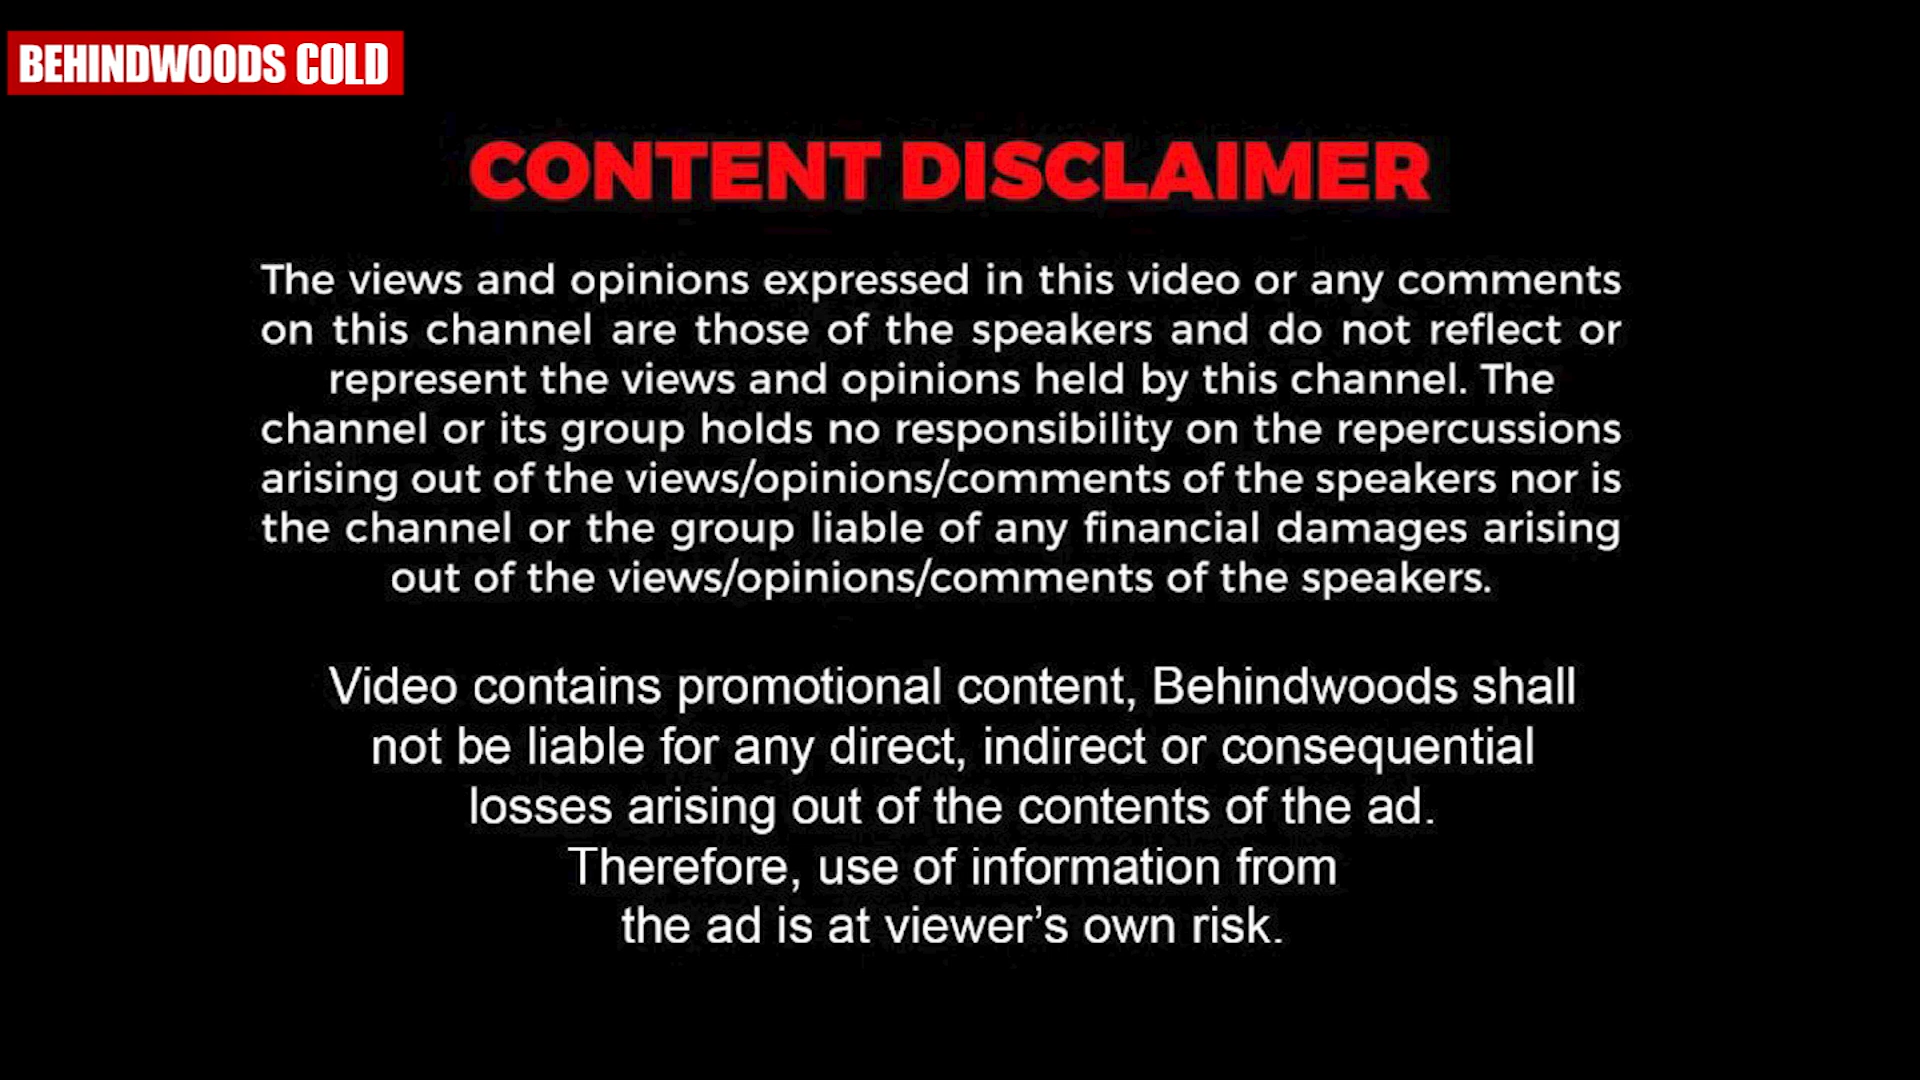 BEHINDWOODS COLD
CONTENT DISCLAIMER
The views and opinions expressed in this video or any comments
on this channel are those of the speakers and do not reflect or
represent the views and opinions held by this channel. The
channel or its group holds no responsibility on the repercussions
arising out of the views/opinions/comments of the speakers nor is
the channel or the group liable of any financial damages arising
out of the views/opinions/comments of the speakers.
Video contains promotional content, Behindwoods shall
not be liable for any direct, indirect or consequential
losses arising out of the contents of the ad.
Therefore, use of information from
the ad is at viewer’s own risk.